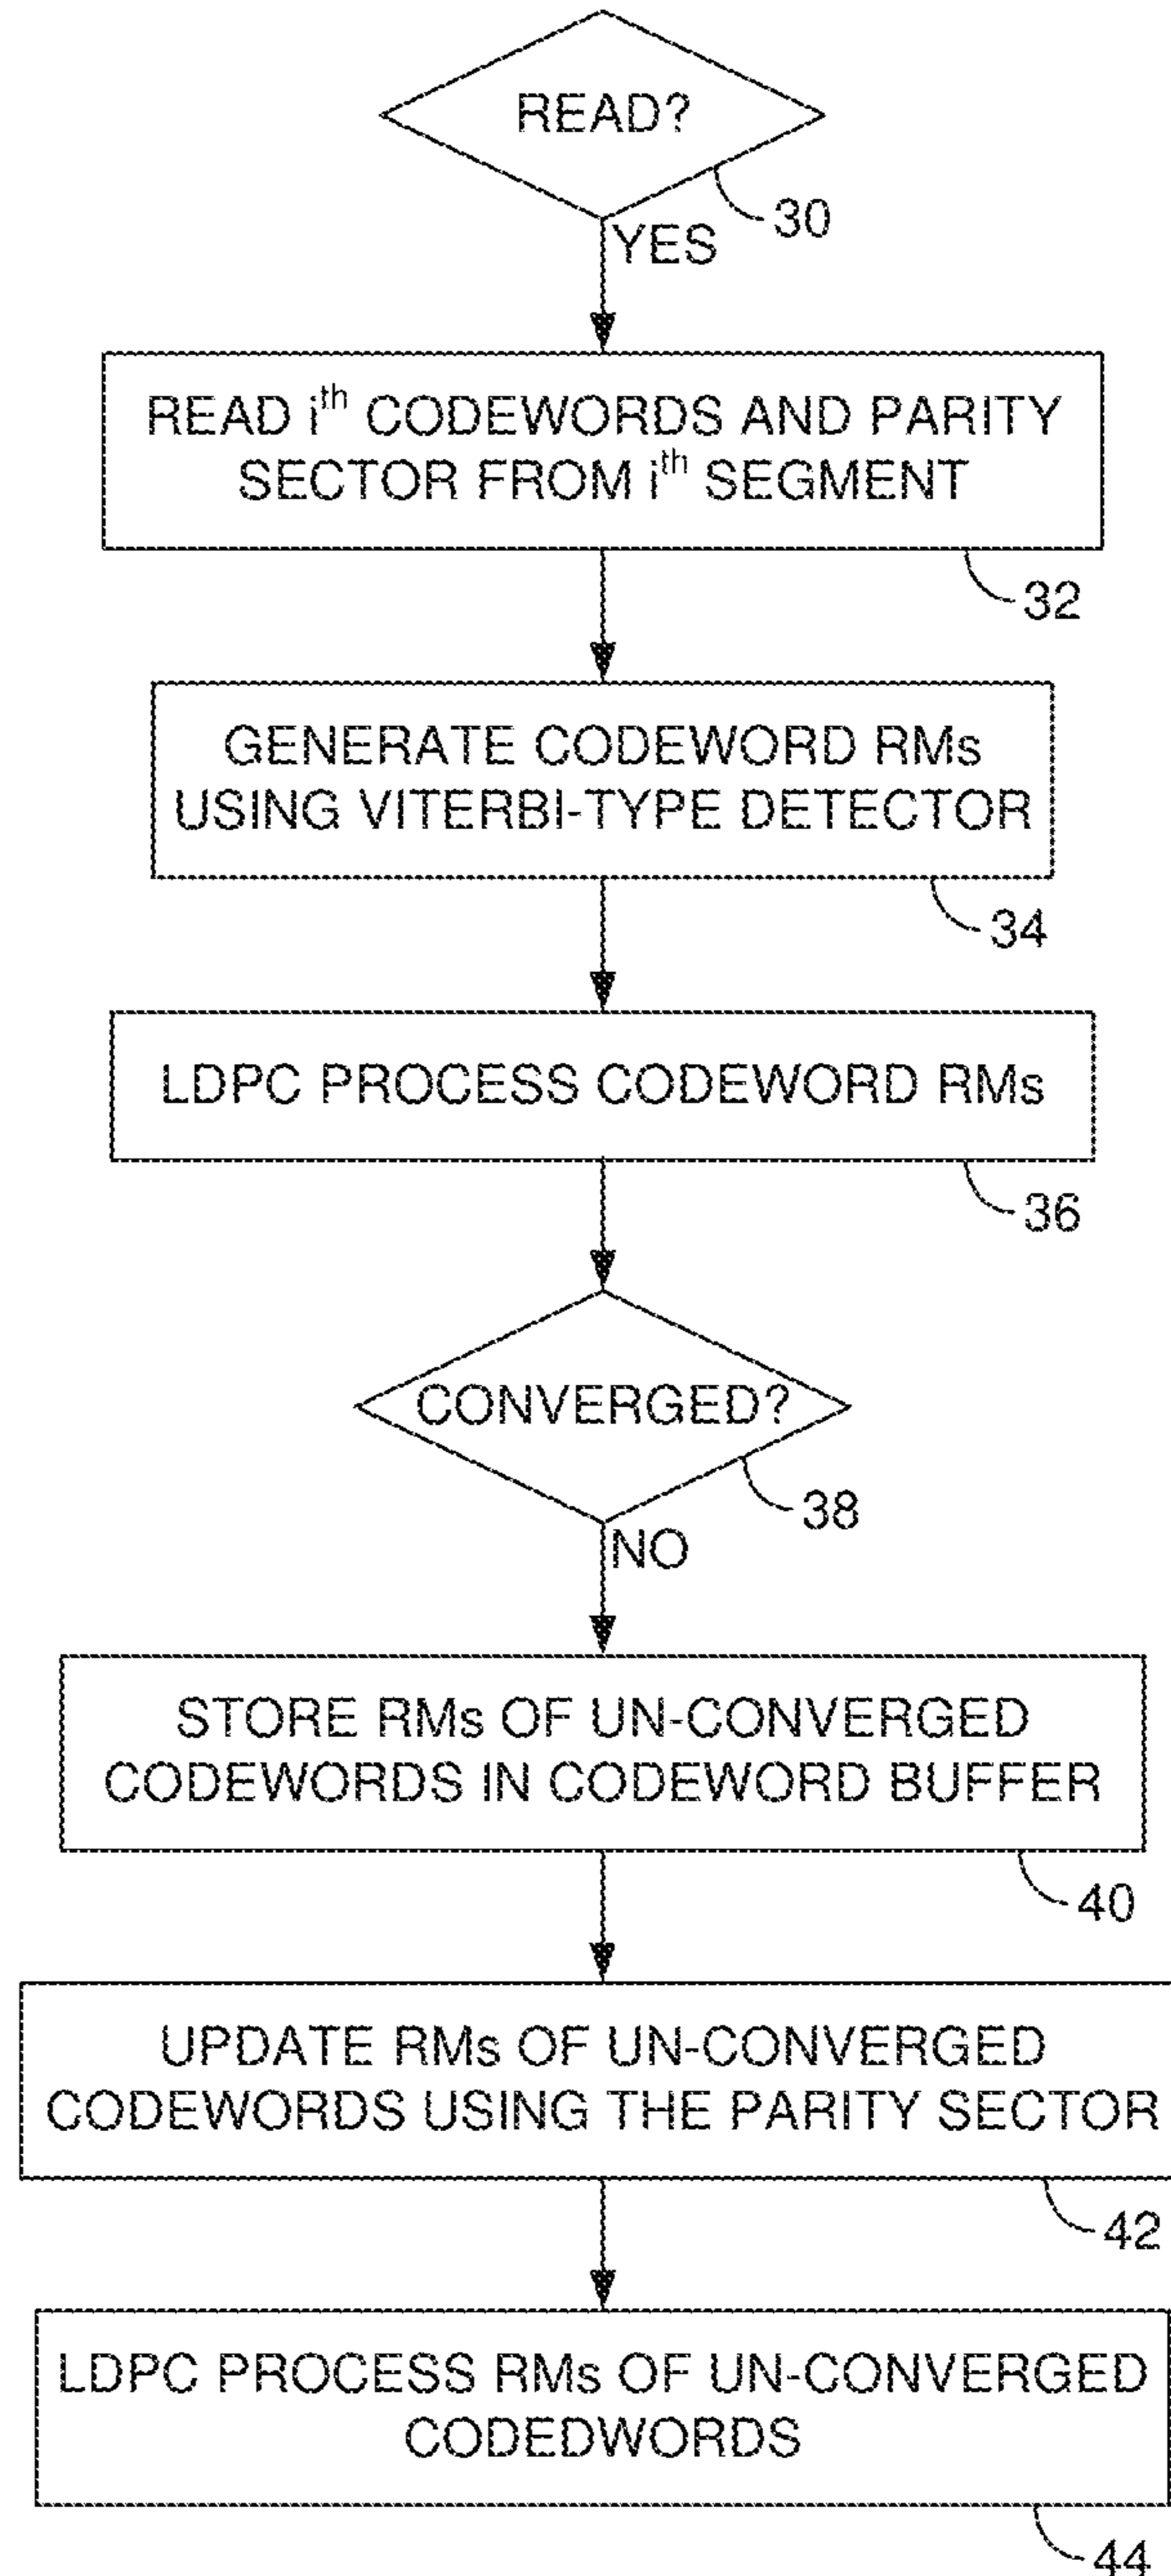 READ?
30
YES
READ ith CODEWORDS AND PARITY
SECTOR FROM ith SEGMENT
32
GENERATE CODEWORD RMs
USING VITERBI-TYPE DETECTOR
34
LDPC PROCESS CODEWORD RMs
36
CONVERGED?
38
NO
STORE RMs OF UN-CONVERGED
CODEWORDS IN CODEWORD BUFFER
40
UPDATE RMs OF UN-CONVERGED
CODEWORDS USING THE PARITY SECTOR
42
LDPC PROCESS RMs OF UN-CONVERGED
CODEDWORDS
44